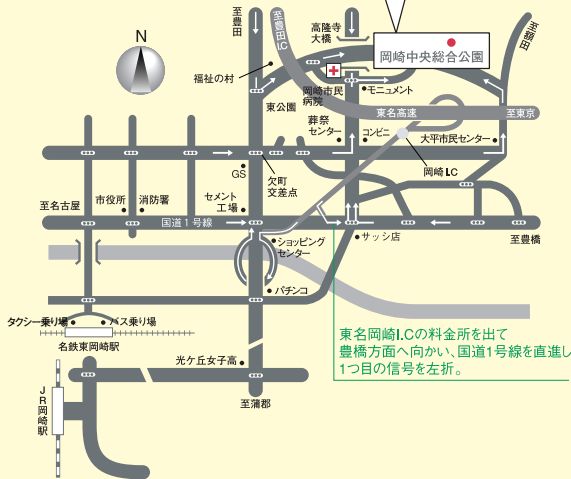 N
至豊田
至豊田I.C
高隆寺
大橋
至額田
岡崎中央総合公園
福祉の村
岡崎市民
病院
モニュメント
東公園
東名高速
至東京
葬祭
センター
コンビニ
大平市民センター
GS
欠町
交差点
岡崎 I.C
至名古屋
市役所
消防署
セメント
工場
国道1号線
ショッピング
センター
サッシ店
至豊橋
パチンコ
タクシー乗り場
バス乗り場
名鉄東岡崎駅
東名岡崎I.Cの料金所を出て
豊橋方面へ向かい、国道1号線を直進し
1つ目の信号を左折。
光ケ丘女子高
至蒲郡
JR岡崎駅